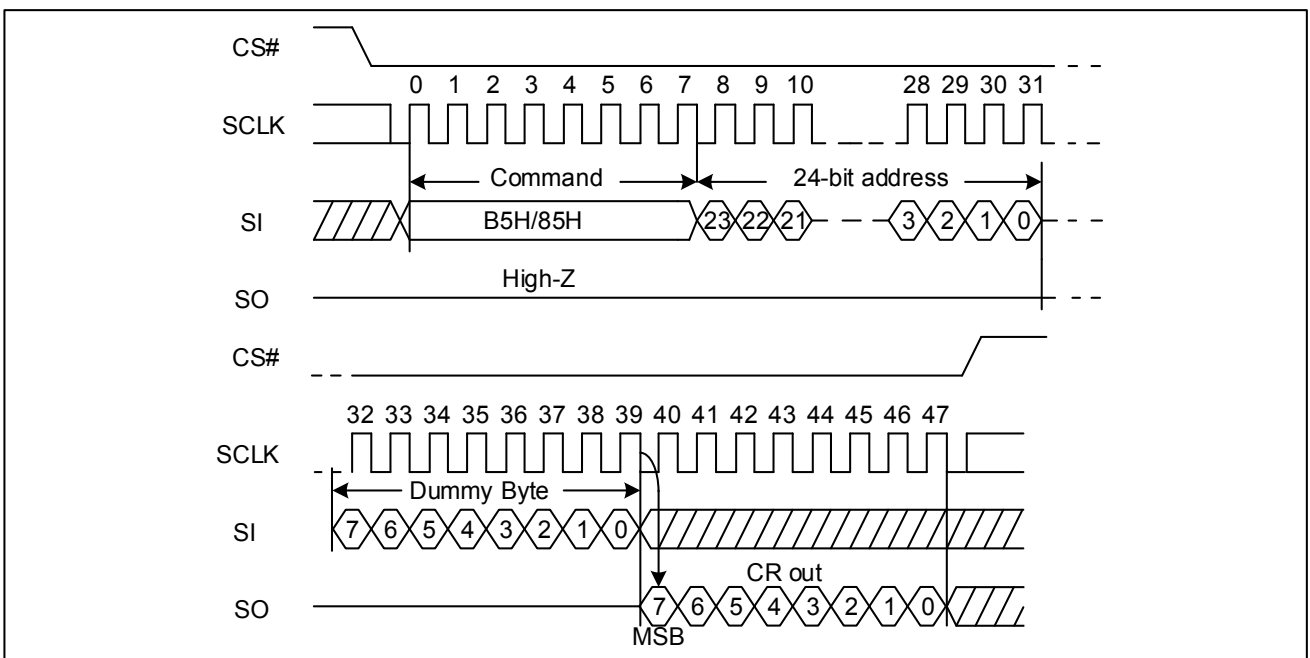 CS#
0 1 2 3 4 5 6 7 8 9 10 28 29 30 31
SCLK
Command 24-bit address
SI B5H/85H 23 22 21 3 2 1 0
High-Z
SO
CS#
32 33 34 35 36 37 38 39 40 41 42 43 44 45 46 47
SCLK
Dummy Byte
SI 7 6 5 4 3 2 1 0
CR out
SO 7 6 5 4 3 2 1 0
MSB